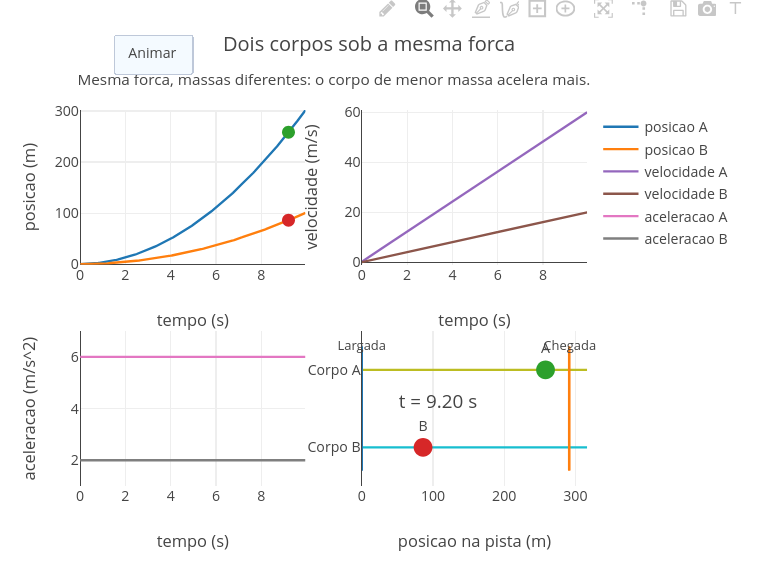 Dois corpos sob a mesma forca
Animar
Mesma forca, massas diferentes: o corpo de menor massa acelera mais.
posicao (m)
300
200
100
0
0 2 4 6 8
tempo (s)
velocidade (m/s)
60
40
20
0
0 2 4 6 8
tempo (s)
posicao A
posicao B
velocidade A
velocidade B
aceleracao A
aceleracao B
aceleracao (m/s^2)
6
4
2
0 2 4 6 8
tempo (s)
Largada
A
Chegada
Corpo A
t = 9.20 s
B
Corpo B
0 100 200 300
posicao na pista (m)
T